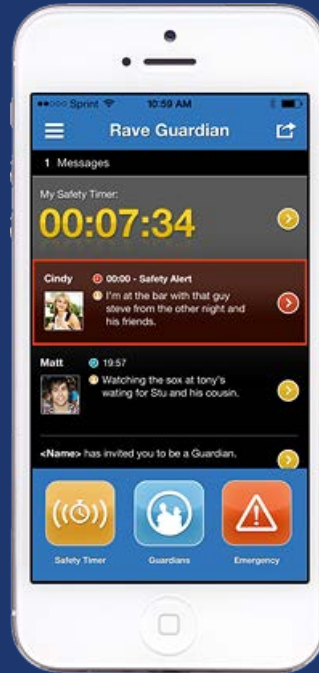 Sprint 10:59 AM
Rave Guardian
1 Messages
My Safety Timer:
00:07:34
Cindy 00:00 - Safety Alert
I'm at the bar with that guy
steve from the other night and
his friends.
Matt 19:57
Watching the sox at tony's
wating for Stu and his cousin.
<Name> has invited you to be a Guardian.
Safety Timer Guardians Emergency